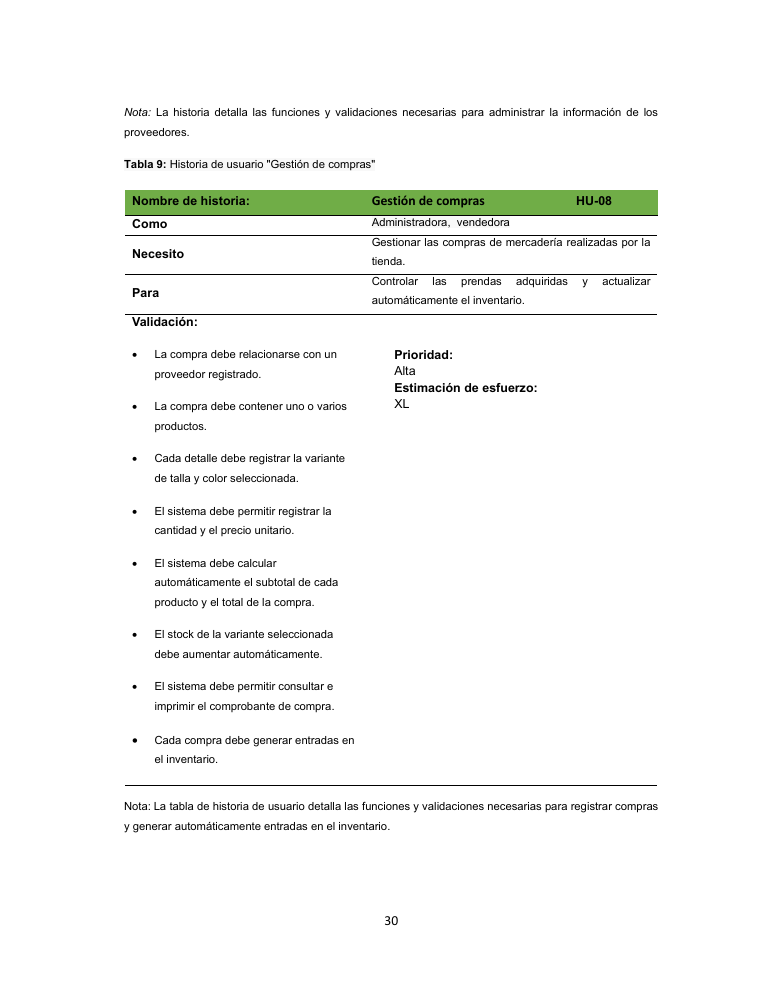 Nota: La historia detalla las funciones y validaciones necesarias para administrar la información de los
proveedores.
Tabla 9: Historia de usuario "Gestión de compras"
Nombre de historia: Gestión de compras HU-08
Como Administradora, vendedora
Necesito Gestionar las compras de mercadería realizadas por la
tienda.
Para Controlar las prendas adquiridas y actualizar
automáticamente el inventario.
Validación:
• La compra debe relacionarse con un
proveedor registrado.
• La compra debe contener uno o varios
productos.
• Cada detalle debe registrar la variante
de talla y color seleccionada.
• El sistema debe permitir registrar la
cantidad y el precio unitario.
• El sistema debe calcular
automáticamente el subtotal de cada
producto y el total de la compra.
• El stock de la variante seleccionada
debe aumentar automáticamente.
• El sistema debe permitir consultar e
imprimir el comprobante de compra.
• Cada compra debe generar entradas en
el inventario.
Prioridad:
Alta
Estimación de esfuerzo:
XL
Nota: La tabla de historia de usuario detalla las funciones y validaciones necesarias para registrar compras
y generar automáticamente entradas en el inventario.
30